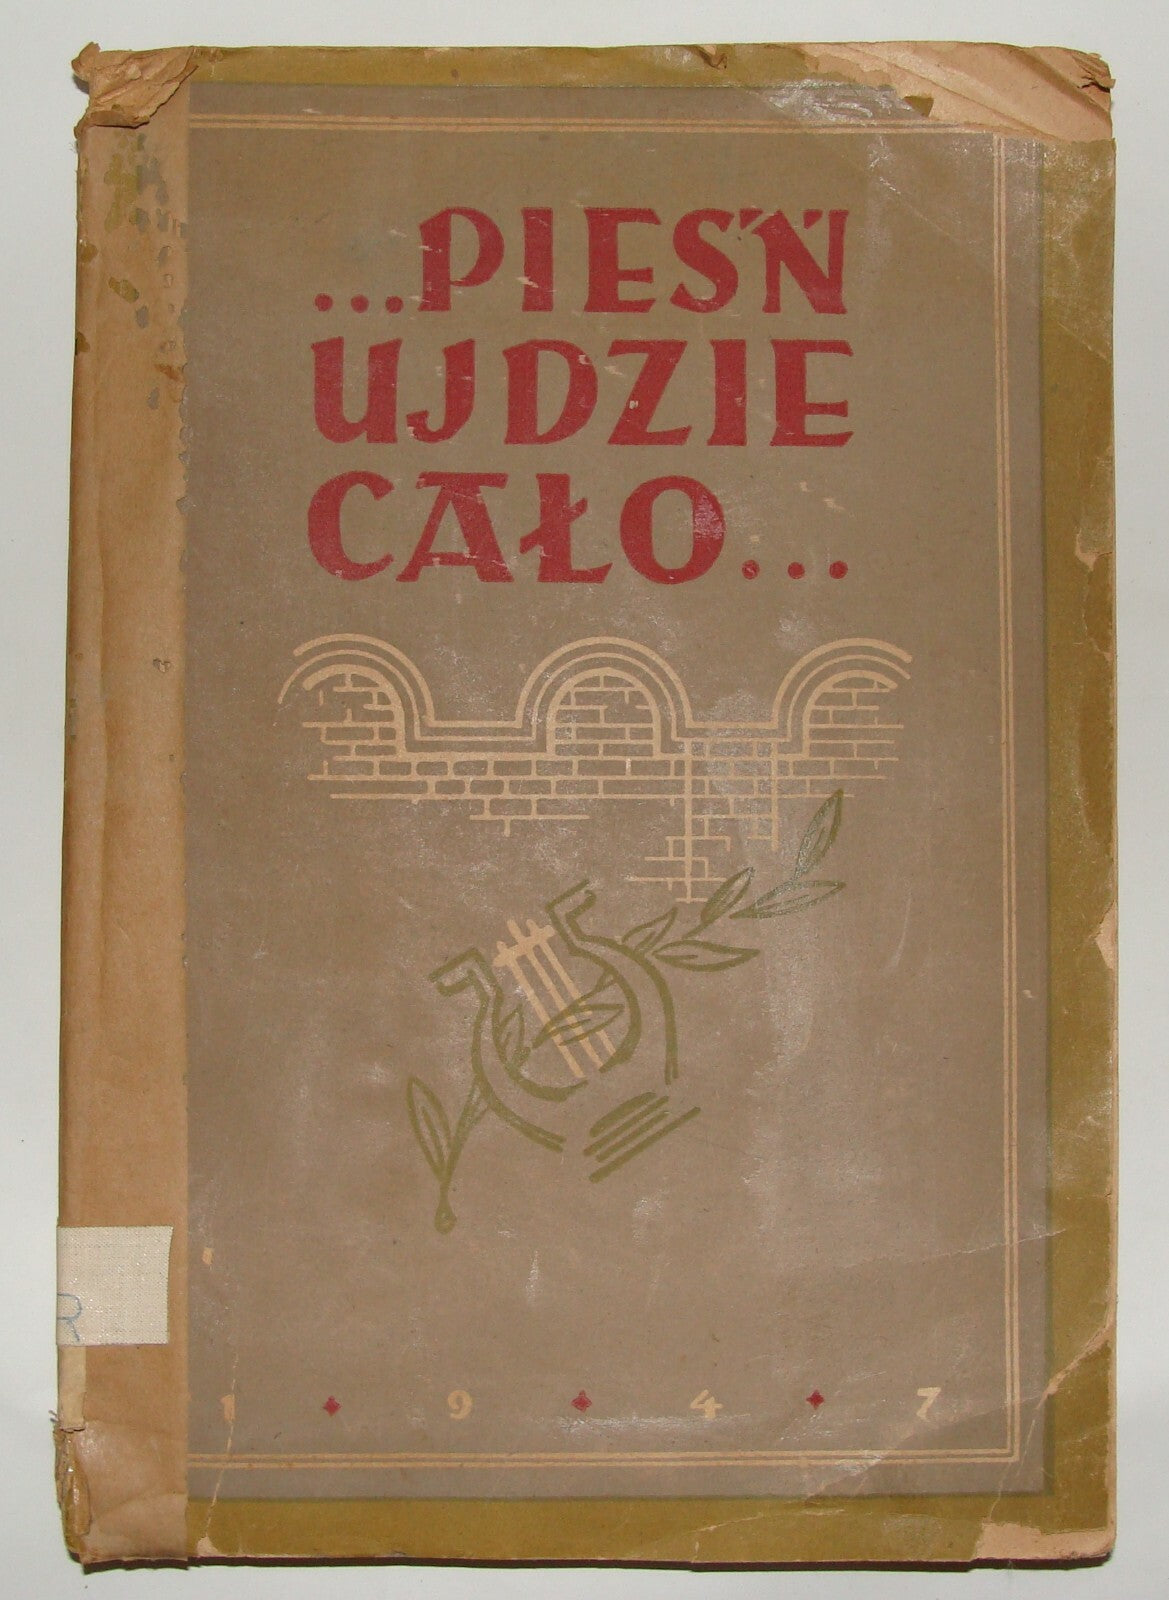 ...PIEŚŃ
UJDZIE
CAŁO...
1 ♦ 9 ♦ 4 ♦ 7